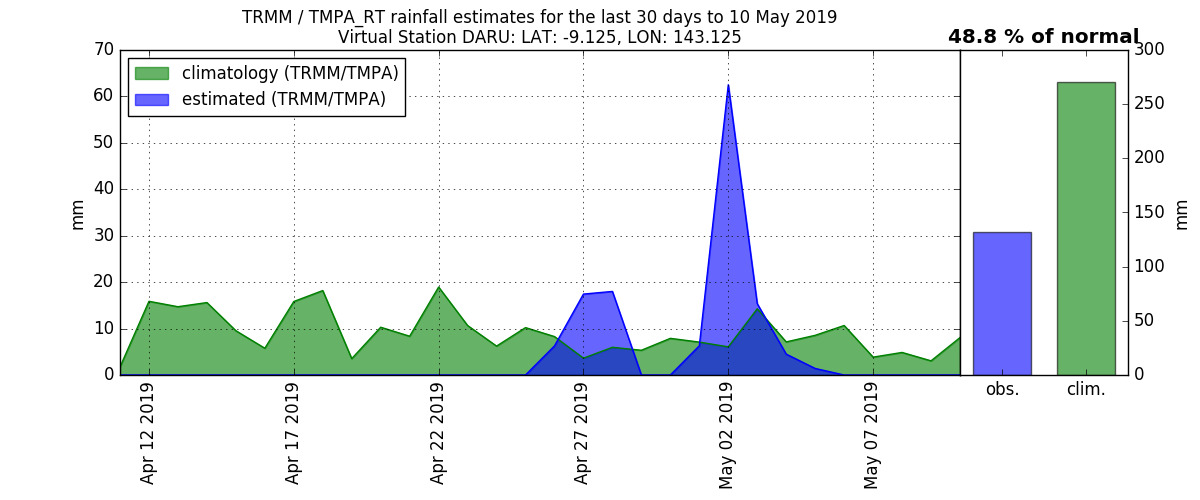 TRMM / TMPA_RT rainfall estimates for the last 30 days to 10 May 2019
Virtual Station DARU: LAT: -9.125, LON: 143.125
48.8 % of normal
climatology (TRMM/TMPA)
estimated (TRMM/TMPA)
70
60
50
40
30
20
10
0
mm
Apr 12 2019
Apr 17 2019
Apr 22 2019
Apr 27 2019
May 02 2019
May 07 2019
300
250
200
150
100
50
0
mm
obs.
clim.